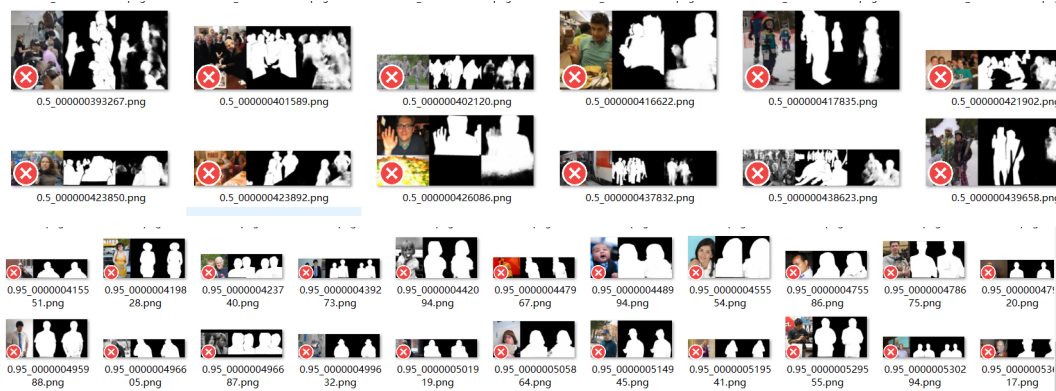 0.5_000000393267.png 0.5_000000401589.png 0.5_000000402120.png 0.5_000000416622.png 0.5_000000417835.png 0.5_000000421902.png
0.5_000000423850.png 0.5_000000423892.png 0.5_000000426086.png 0.5_000000437832.png 0.5_000000438623.png 0.5_000000439658.png
0.95_0000004155 0.95_0000004198 0.95_0000004237 0.95_0000004392 0.95_0000004420 0.95_0000004479 0.95_0000004489 0.95_0000004555 0.95_0000004755 0.95_0000004786 0.95_000000479
51.png 28.png 40.png 73.png 94.png 67.png 94.png 54.png 86.png 75.png 20.png
0.95_0000004959 0.95_0000004966 0.95_0000004966 0.95_0000004996 0.95_0000005019 0.95_0000005058 0.95_0000005149 0.95_0000005195 0.95_0000005295 0.95_0000005302
88.png 05.png 87.png 32.png 19.png 64.png 45.png 41.png 55.png 94.png 17.png